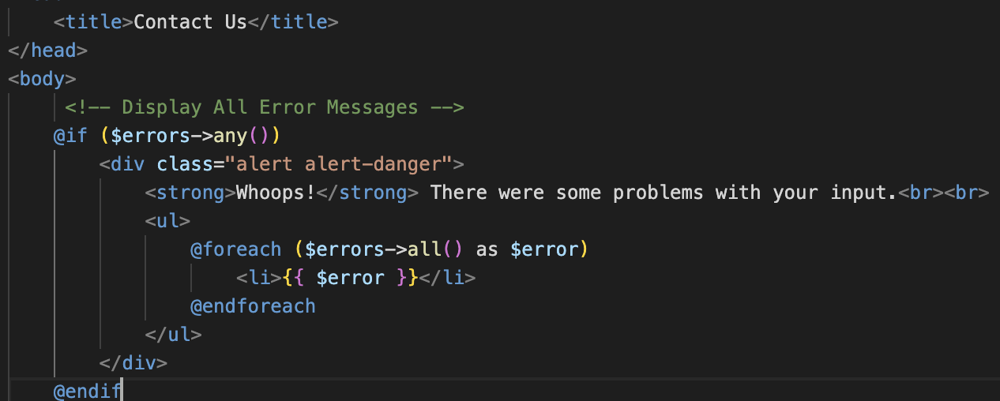 <title>Contact Us</title>
</head>
<body>
<!-- Display All Error Messages -->
@if ($errors->any())
<div class="alert alert-danger">
<strong>Whoops!</strong> There were some problems with your input.<br><br>
<ul>
@foreach ($errors->all() as $error)
<li>{{ $error }}</li>
@endforeach
</ul>
</div>
@endif